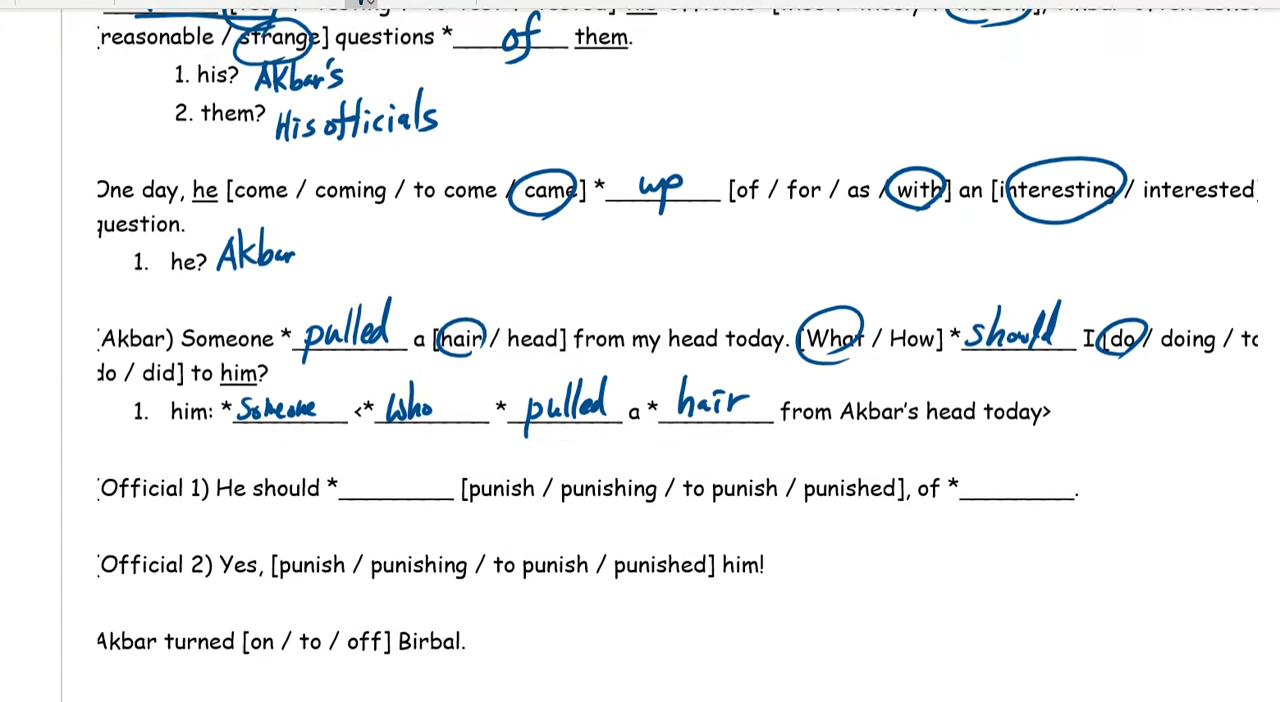 reasonable / strange] questions * of them.
1. his? Akbar's
2. them? His officials
One day, he [come / coming / to come / came] * up [of / for / as / with] an [interesting / interested
question.
1. he? Akbar
(Akbar) Someone * pulled a [hair / head] from my head today. [What / How] * should I [do / doing / to
do / did] to him?
1. him: * Someone <* who * pulled a * hair from Akbar's head today>
(Official 1) He should *__________ [punish / punishing / to punish / punished], of *__________.
(Official 2) Yes, [punish / punishing / to punish / punished] him!
Akbar turned [on / to / off] Birbal.